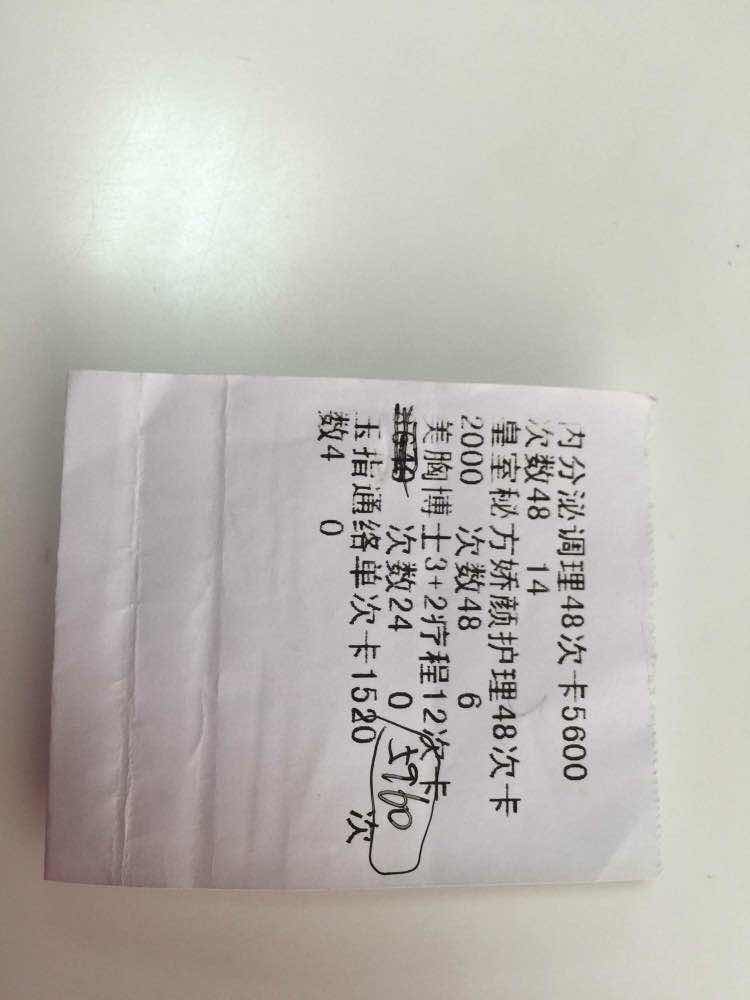 内分泌调理48次卡5600
次数48 14
皇室秘方娇颜护理48次卡
2000 次数48 6
美胸博士3+2疗程12次卡
次数24 0 5960
玉指通络单次卡1520 次
数4 0